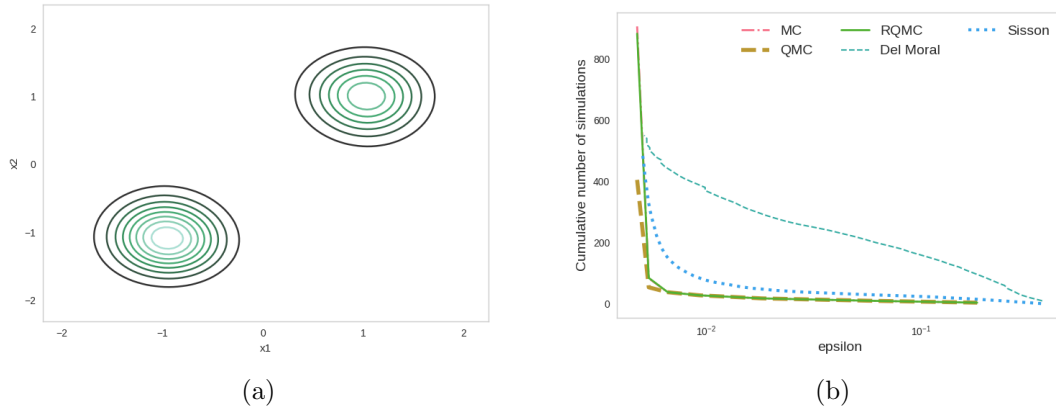 2
1
0
−1
−2
x2
−2
−1
0
1
2
x1
(a)
MC
QMC
RQMC
Del Moral
Sisson
800
600
400
200
0
Cumulative number of simulations
10⁻²
10⁻¹
epsilon
(b)